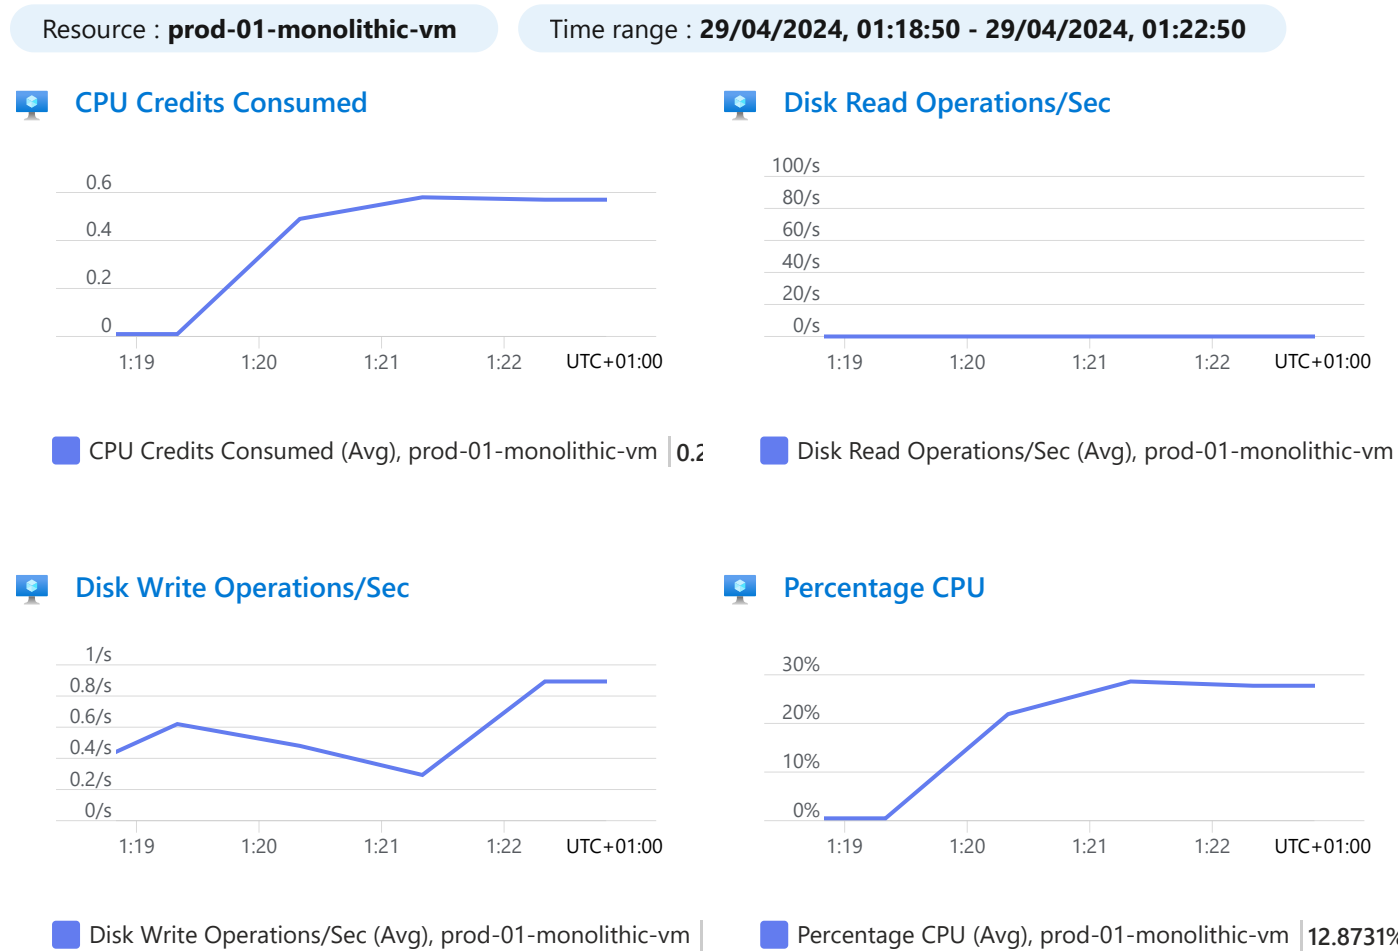 Resource : prod-01-monolithic-vm
Time range : 29/04/2024, 01:18:50 - 29/04/2024, 01:22:50
CPU Credits Consumed
0.6
0.4
0.2
0
1:19 1:20 1:21 1:22 UTC+01:00
CPU Credits Consumed (Avg), prod-01-monolithic-vm
Disk Read Operations/Sec
100/s
80/s
60/s
40/s
20/s
0/s
1:19 1:20 1:21 1:22 UTC+01:00
Disk Read Operations/Sec (Avg), prod-01-monolithic-vm
Disk Write Operations/Sec
1/s
0.8/s
0.6/s
0.4/s
0.2/s
0/s
1:19 1:20 1:21 1:22 UTC+01:00
Disk Write Operations/Sec (Avg), prod-01-monolithic-vm
Percentage CPU
30%
20%
10%
0%
1:19 1:20 1:21 1:22 UTC+01:00
Percentage CPU (Avg), prod-01-monolithic-vm 12.8731%